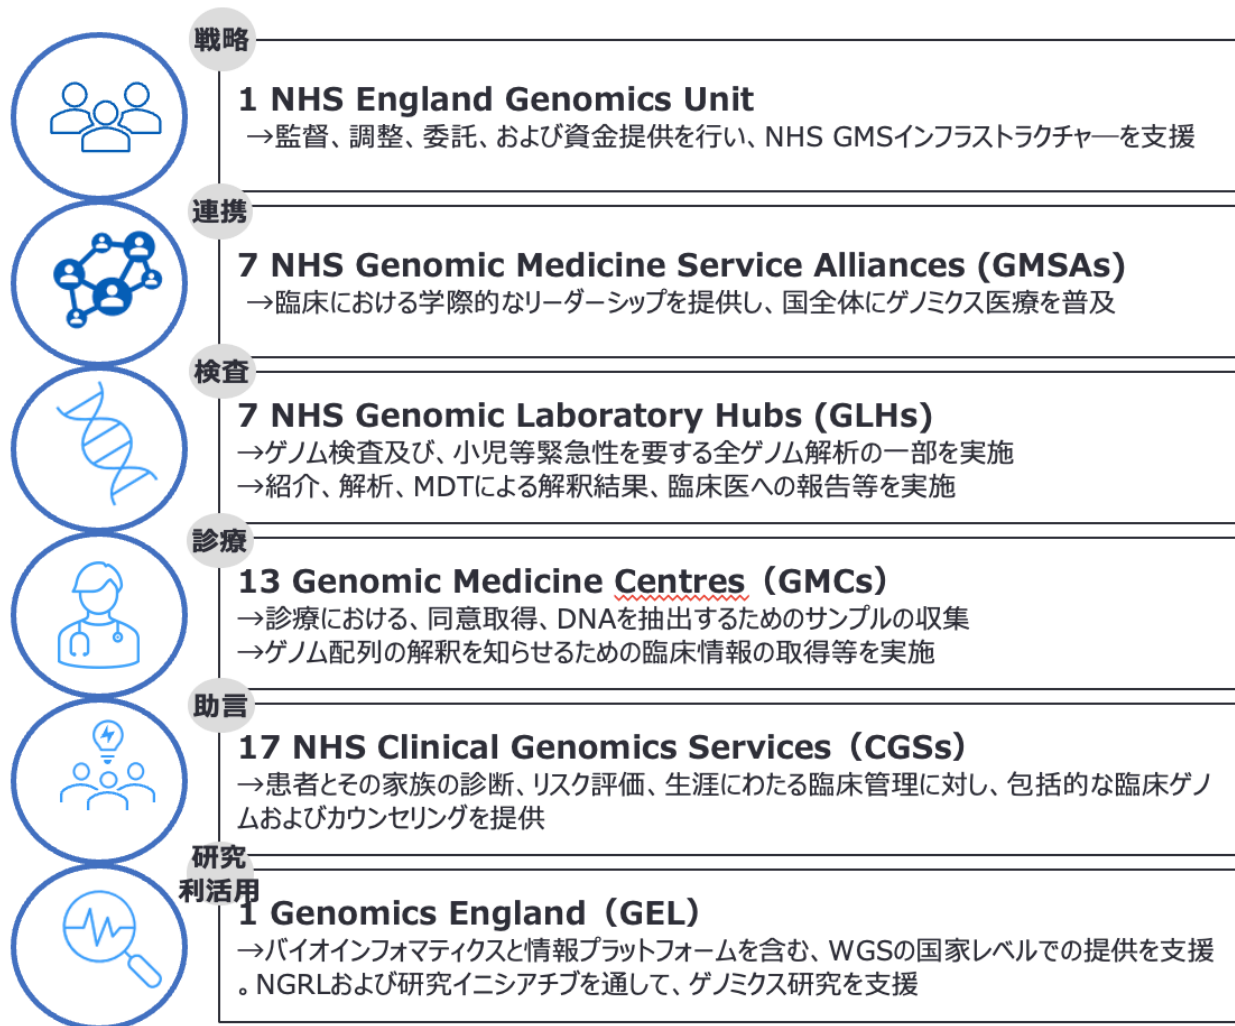 戦略
1 NHS England Genomics Unit
→監督、調整、委託、および資金提供を行い、NHS GMSインフラストラクチャ―を支援
連携
7 NHS Genomic Medicine Service Alliances (GMSAs)
→臨床における学際的なリーダーシップを提供し、国全体にゲノミクス医療を普及
検査
7 NHS Genomic Laboratory Hubs (GLHs)
→ゲノム検査及び、小児等緊急性を要する全ゲノム解析の一部を実施
→紹介、解析、MDTによる解釈結果、臨床医への報告等を実施
診療
13 Genomic Medicine Centres（GMCs）
→診療における、同意取得、DNAを抽出するためのサンプルの収集
→ゲノム配列の解釈を知らせるための臨床情報の取得等を実施
助言
17 NHS Clinical Genomics Services（CGSs）
→患者とその家族の診断、リスク評価、生涯にわたる臨床管理に対し、包括的な臨床ゲノ
ムおよびカウンセリングを提供
研究
利活用
1 Genomics England（GEL）
→バイオインフォマティクスと情報プラットフォームを含む、WGSの国家レベルでの提供を支援
。NGRLおよび研究イニシアチブを通して、ゲノミクス研究を支援